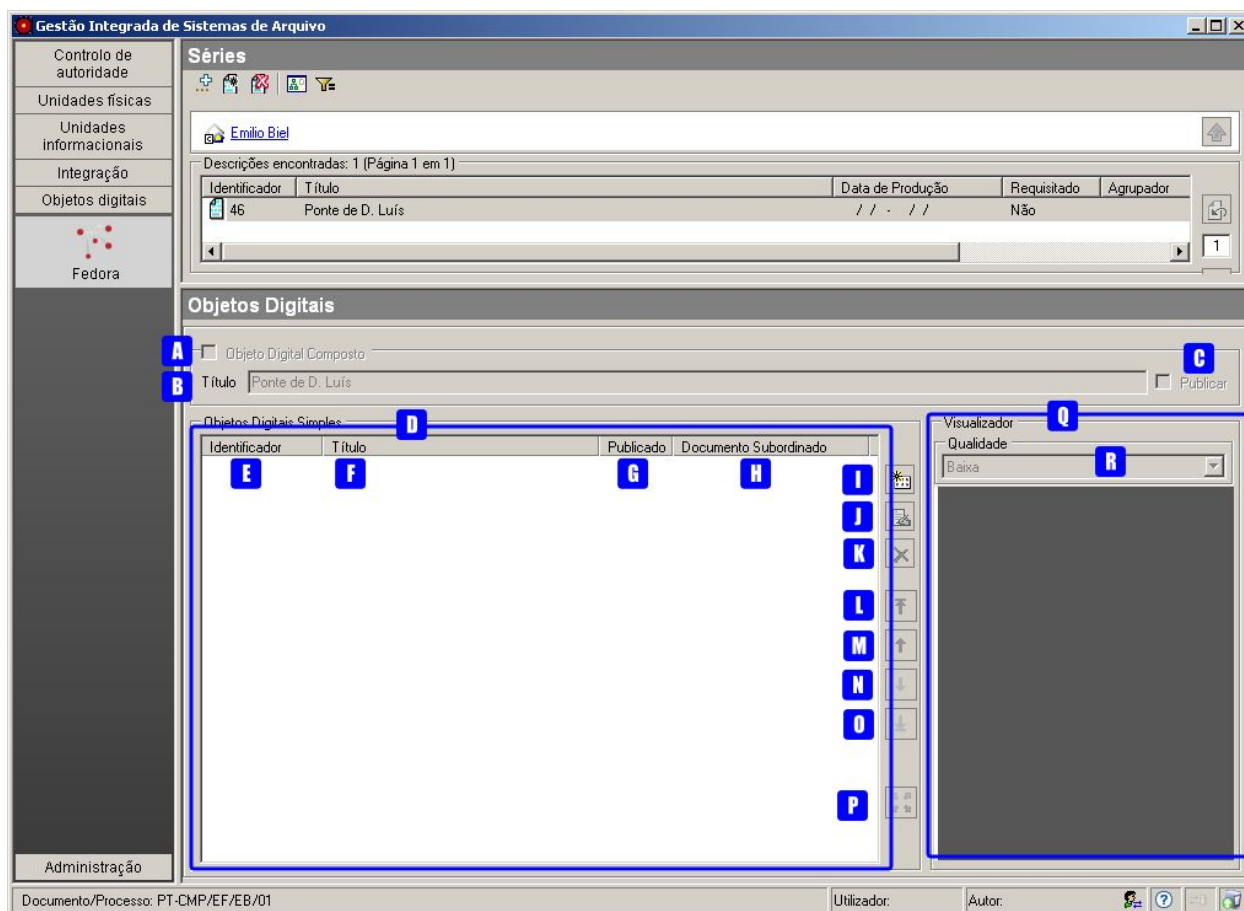 Gestão Integrada de Sistemas de Arquivo
Controlo de autoridade
Unidades físicas
Unidades informacionais
Integração
Objetos digitais
Fedora
Administração
Séries
Emilio Biel
Descrições encontradas: 1 (Página 1 em 1)
Identificador Título Data de Produção Requisitado Agrupador
46 Ponte de D. Luís / / - / / Não
1
Objetos Digitais
A Objeto Digital Composto
C
B Título Ponte de D. Luís Publicar
Objetos Digitais Simples D
Identificador Título Publicado Documento Subordinado
E F G H
I
J
K
L
M
N
O
P
Visualizador Q
Qualidade
Baixa R
Documento/Processo: PT-CMP/EF/EB/01 Utilizador: Autor: